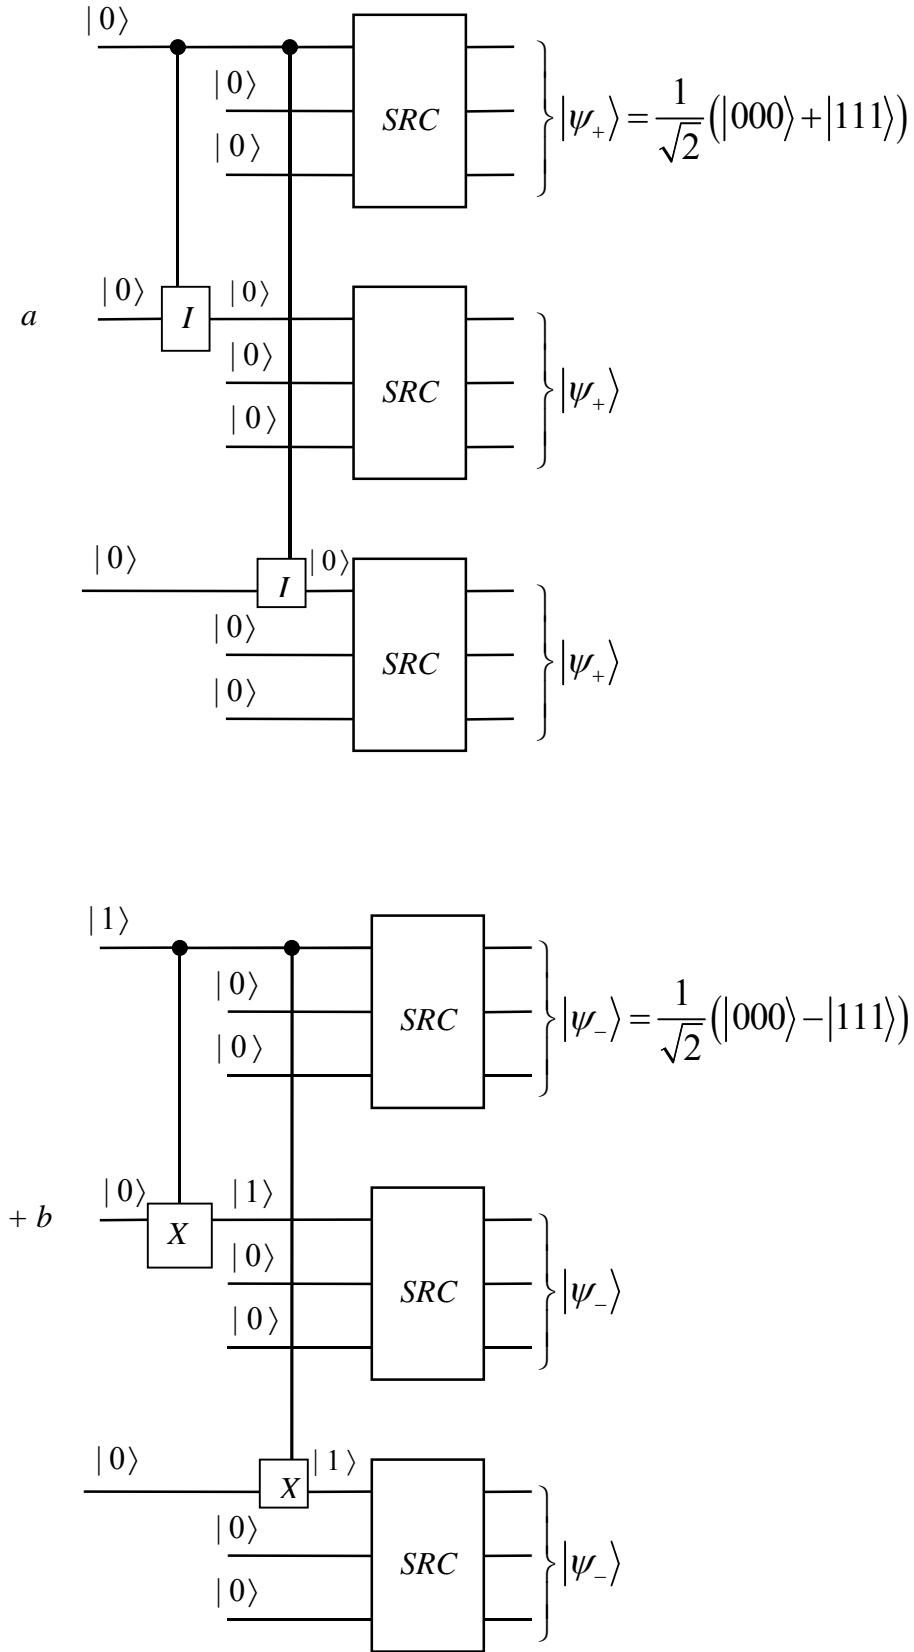 |0⟩
|0⟩
SRC |ψ₊⟩ = 1/√2 (|000⟩+|111⟩)
|0⟩
a |0⟩ I |0⟩
|0⟩
SRC |ψ₊⟩
|0⟩
|0⟩ I |0⟩
|0⟩
SRC |ψ₊⟩
|0⟩
|1⟩
|0⟩
SRC |ψ₋⟩ = 1/√2 (|000⟩−|111⟩)
|0⟩
+ b |0⟩ X |1⟩
|0⟩
SRC |ψ₋⟩
|0⟩
|0⟩ X |1⟩
|0⟩
SRC |ψ₋⟩
|0⟩